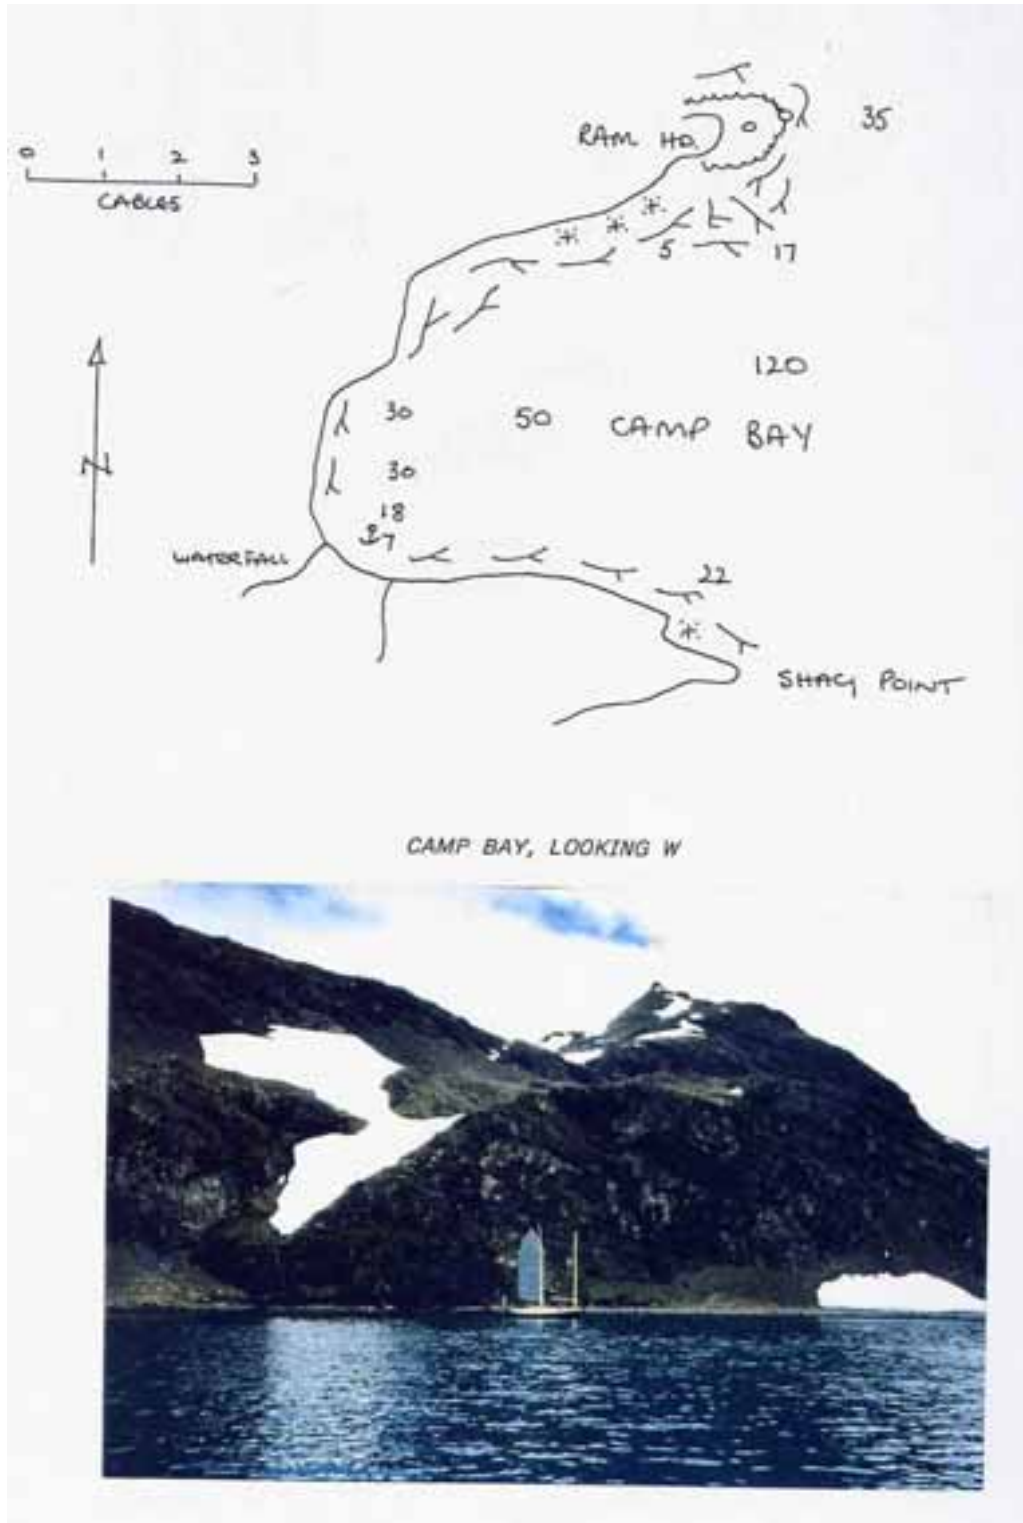 35
RAM HD.
0 1 2 3
CABLES
5 17
120
30 50 CAMP BAY
N
30
18
7
WATERFALL
22
SHAG POINT
CAMP BAY, LOOKING W